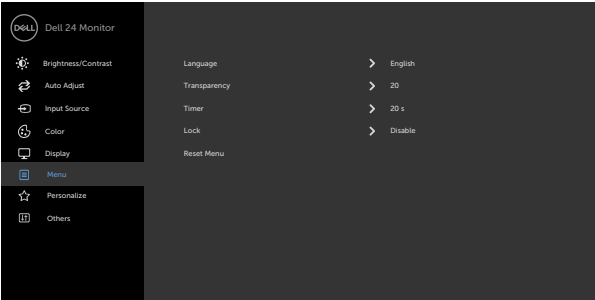 DELL
Dell 24 Monitor
Brightness/Contrast
Language
English
Auto Adjust
Transparency
20
Input Source
Timer
20 s
Color
Lock
Disable
Display
Reset Menu
Menu
Personalize
Others